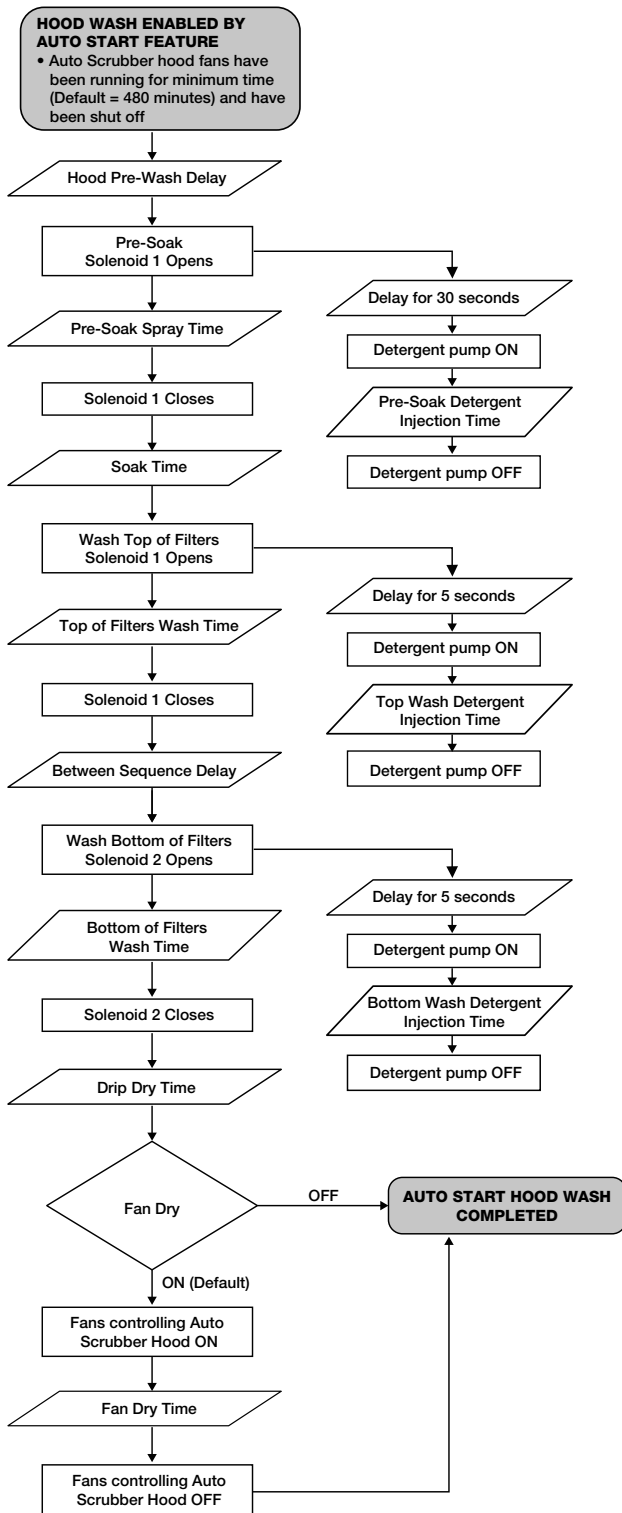 HOOD WASH ENABLED BY
AUTO START FEATURE
• Auto Scrubber hood fans have
been running for minimum time
(Default = 480 minutes) and have
been shut off
Hood Pre-Wash Delay
Pre-Soak
Solenoid 1 Opens
Delay for 30 seconds
Pre-Soak Spray Time
Detergent pump ON
Solenoid 1 Closes
Pre-Soak Detergent
Injection Time
Soak Time
Detergent pump OFF
Wash Top of Filters
Solenoid 1 Opens
Delay for 5 seconds
Top of Filters Wash Time
Detergent pump ON
Solenoid 1 Closes
Top Wash Detergent
Injection Time
Between Sequence Delay
Detergent pump OFF
Wash Bottom of Filters
Solenoid 2 Opens
Delay for 5 seconds
Bottom of Filters
Wash Time
Detergent pump ON
Solenoid 2 Closes
Bottom Wash Detergent
Injection Time
Drip Dry Time
Detergent pump OFF
Fan Dry
OFF
AUTO START HOOD WASH
COMPLETED
ON (Default)
Fans controlling Auto
Scrubber Hood ON
Fan Dry Time
Fans controlling Auto
Scrubber Hood OFF